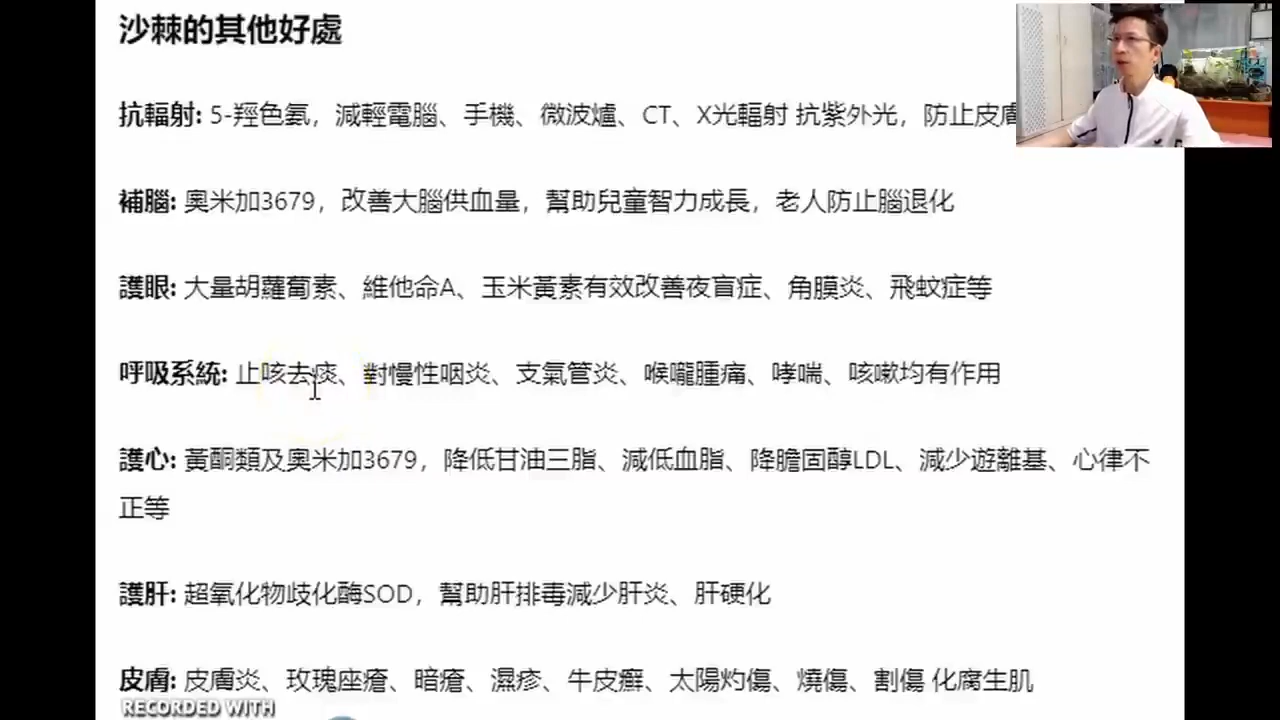 沙棘的其他好處
抗輻射: 5-羥色氨，減輕電腦、手機、微波爐、CT、X光輻射 抗紫外光，防止皮
補腦: 奧米加3679，改善大腦供血量，幫助兒童智力成長，老人防止腦退化
護眼: 大量胡蘿蔔素、維他命A、玉米黃素有效改善夜盲症、角膜炎、飛蚊症等
呼吸系統: 止咳去痰、對慢性咽炎、支氣管炎、喉嚨腫痛、哮喘、咳嗽均有作用
護心: 黃酮類及奧米加3679，降低甘油三脂、減低血脂、降膽固醇LDL、減少遊離基、心律不
正等
護肝: 超氧化物歧化酶SOD，幫助肝排毒減少肝炎、肝硬化
皮膚: 皮膚炎、玫瑰座瘡、暗瘡、濕疹、牛皮癬、太陽灼傷、燒傷、割傷 化腐生肌
RECORDED WITH